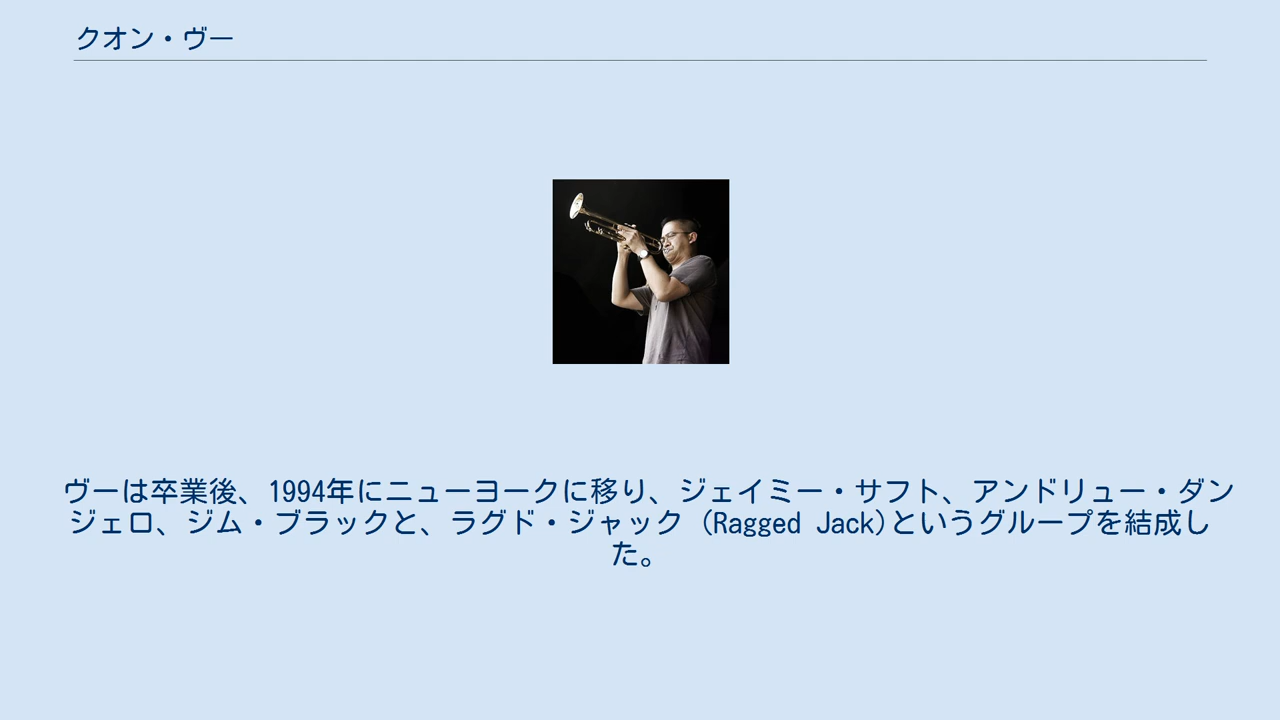 クオン・ヴー
ヴーは卒業後、1994年にニューヨークに移り、ジェイミー・サフト、アンドリュー・ダン
ジェロ、ジム・ブラックと、ラグド・ジャック (Ragged Jack)というグループを結成し
た。